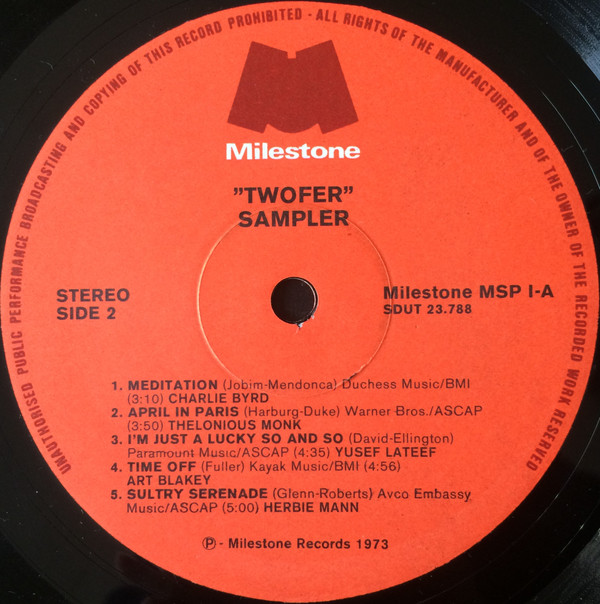 UNAUTHORISED PUBLIC PERFORMANCE BROADCASTING AND COPYING OF THIS RECORD PROHIBITED - ALL RIGHTS OF THE MANUFACTURER AND OF THE OWNER OF THE RECORDED WORK RESERVED
Milestone
”TWOFER”
SAMPLER
STEREO
SIDE 2
Milestone MSP I-A
SDUT 23.788
1. MEDITATION (Jobim-Mendonca) Duchess Music/BMI
(3:10) CHARLIE BYRD
2. APRIL IN PARIS (Harburg-Duke) Warner Bros./ASCAP
(3:50) THELONIOUS MONK
3. I'M JUST A LUCKY SO AND SO (David-Ellington)
Paramount Music/ASCAP (4:35) YUSEF LATEEF
4. TIME OFF (Fuller) Kayak Music/BMI (4:56)
ART BLAKEY
5. SULTRY SERENADE (Glenn-Roberts) Avco Embassy
Music/ASCAP (5:00) HERBIE MANN
℗ - Milestone Records 1973